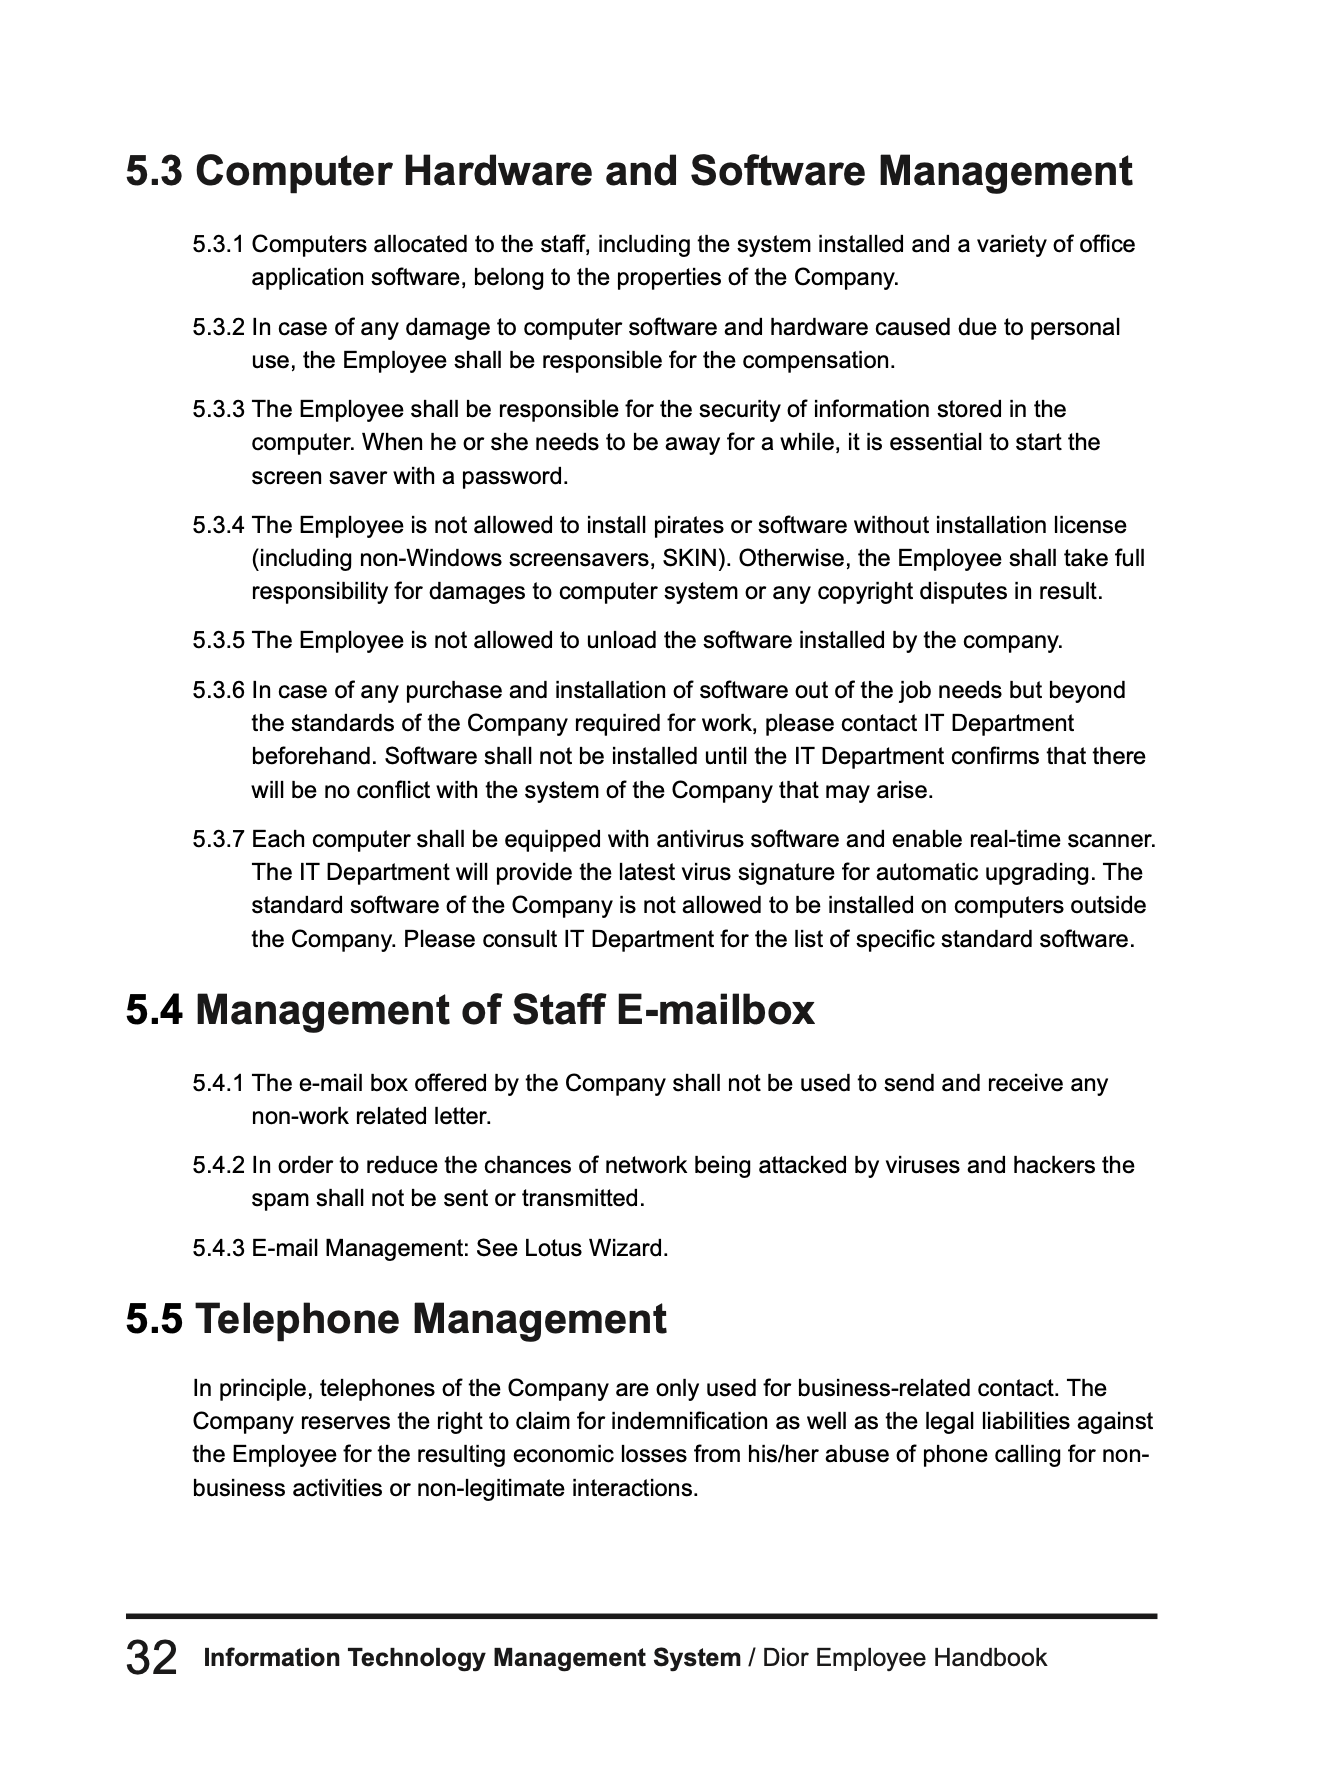 5.3 Computer Hardware and Software Management
5.3.1 Computers allocated to the staff, including the system installed and a variety of office
application software, belong to the properties of the Company.
5.3.2 In case of any damage to computer software and hardware caused due to personal
use, the Employee shall be responsible for the compensation.
5.3.3 The Employee shall be responsible for the security of information stored in the
computer. When he or she needs to be away for a while, it is essential to start the
screen saver with a password.
5.3.4 The Employee is not allowed to install pirates or software without installation license
(including non-Windows screensavers, SKIN). Otherwise, the Employee shall take full
responsibility for damages to computer system or any copyright disputes in result.
5.3.5 The Employee is not allowed to unload the software installed by the company.
5.3.6 In case of any purchase and installation of software out of the job needs but beyond
the standards of the Company required for work, please contact IT Department
beforehand. Software shall not be installed until the IT Department confirms that there
will be no conflict with the system of the Company that may arise.
5.3.7 Each computer shall be equipped with antivirus software and enable real-time scanner.
The IT Department will provide the latest virus signature for automatic upgrading. The
standard software of the Company is not allowed to be installed on computers outside
the Company. Please consult IT Department for the list of specific standard software.
5.4 Management of Staff E-mailbox
5.4.1 The e-mail box offered by the Company shall not be used to send and receive any
non-work related letter.
5.4.2 In order to reduce the chances of network being attacked by viruses and hackers the
spam shall not be sent or transmitted.
5.4.3 E-mail Management: See Lotus Wizard.
5.5 Telephone Management
In principle, telephones of the Company are only used for business-related contact. The
Company reserves the right to claim for indemnification as well as the legal liabilities against
the Employee for the resulting economic losses from his/her abuse of phone calling for non-
business activities or non-legitimate interactions.
32 Information Technology Management System / Dior Employee Handbook